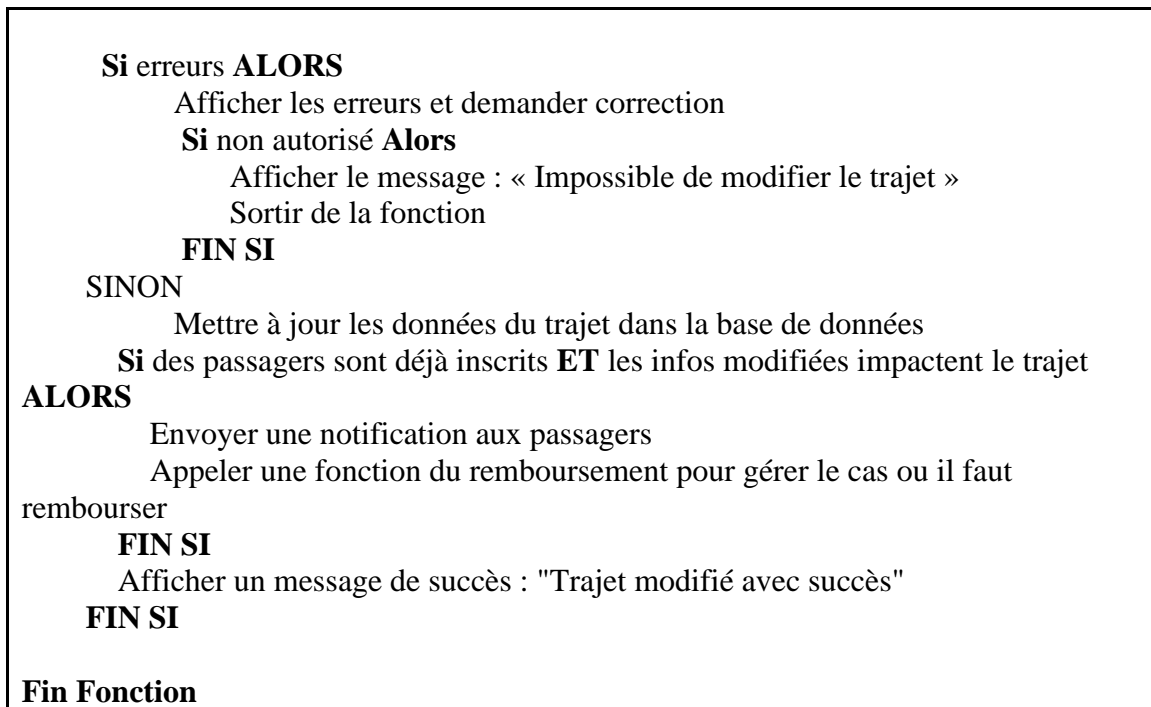 Si erreurs ALORS
Afficher les erreurs et demander correction
Si non autorisé Alors
Afficher le message : « Impossible de modifier le trajet »
Sortir de la fonction
FIN SI
SINON
Mettre à jour les données du trajet dans la base de données
Si des passagers sont déjà inscrits ET les infos modifiées impactent le trajet
ALORS
Envoyer une notification aux passagers
Appeler une fonction du remboursement pour gérer le cas ou il faut
rembourser
FIN SI
Afficher un message de succès : "Trajet modifié avec succès"
FIN SI
Fin Fonction